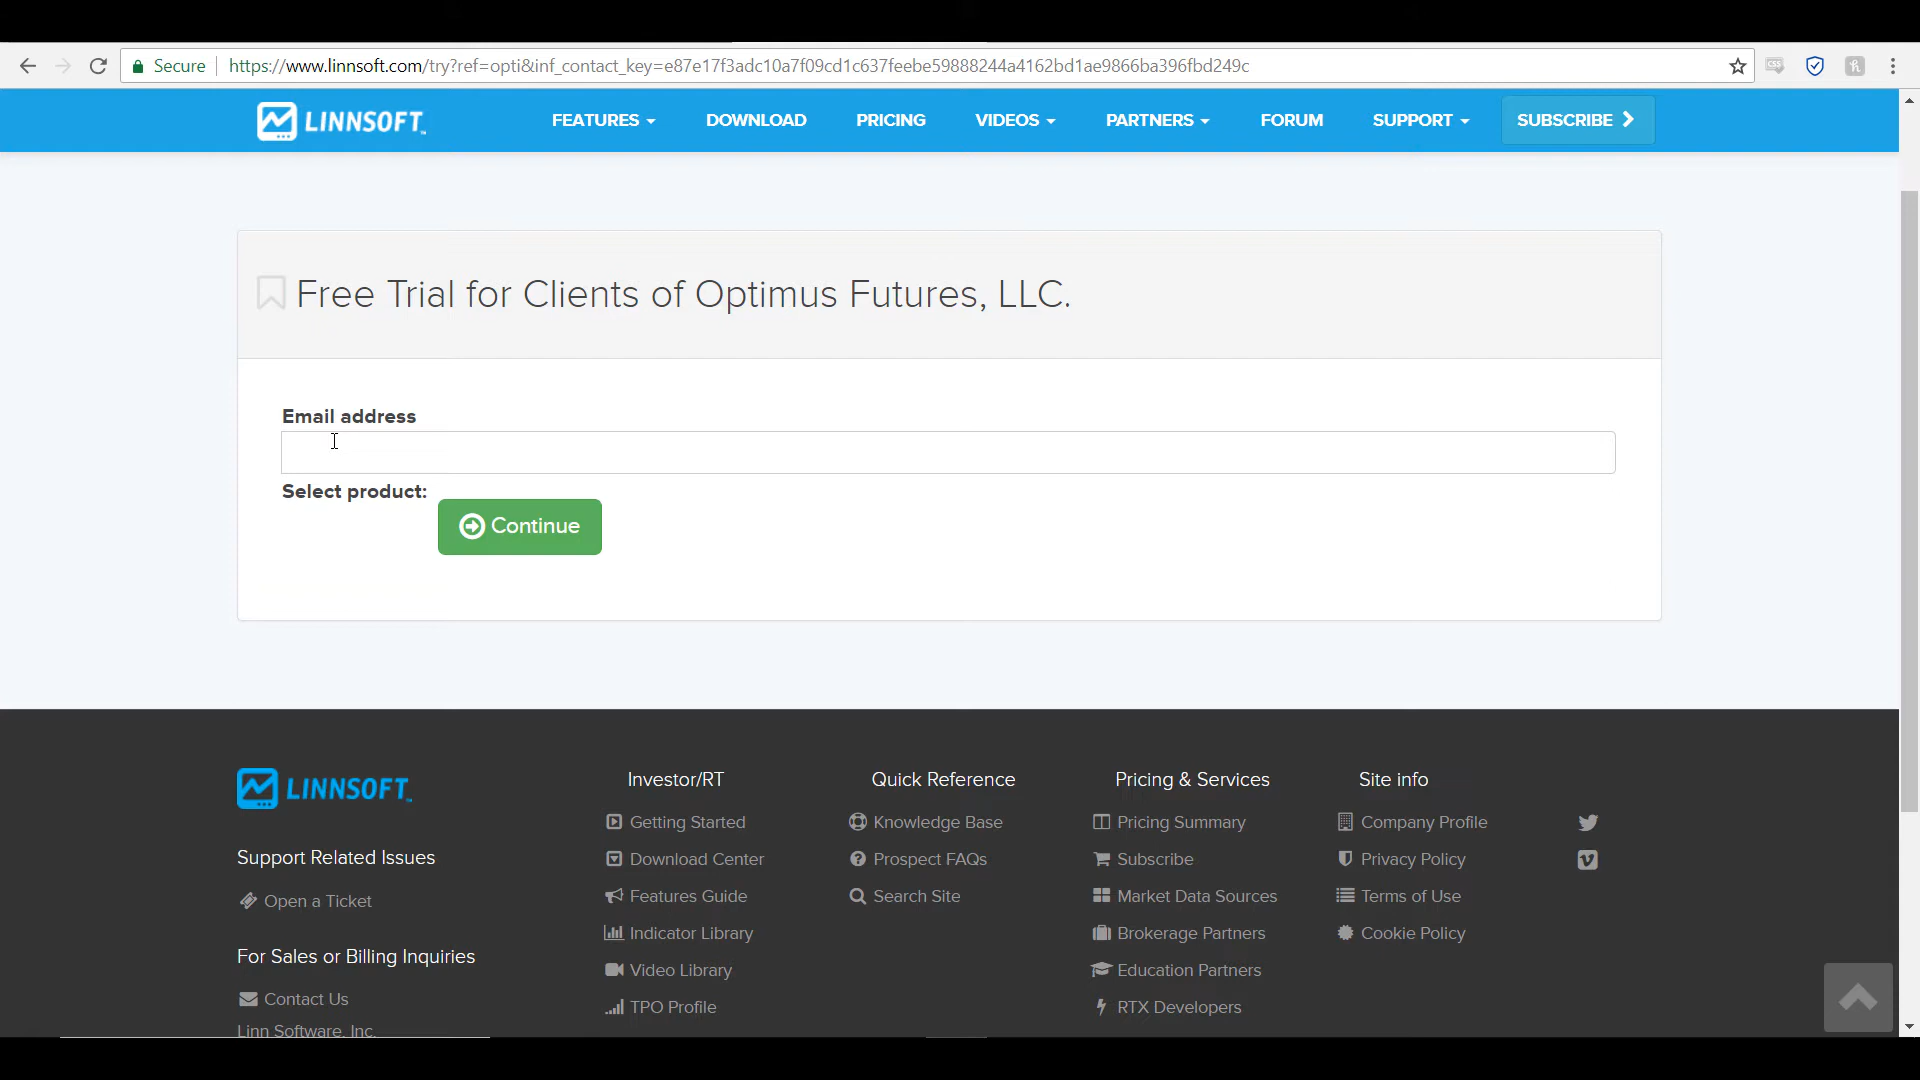 Secure https://www.linnsoft.com/try?ref=opti&inf_contact_key=e87e17f3adc10a7f09cd1c637feebe59888244a4162bd1ae9866ba396fbd249c
CSS
h
LINNSOFT
FEATURES DOWNLOAD PRICING VIDEOS PARTNERS FORUM SUPPORT SUBSCRIBE
Free Trial for Clients of Optimus Futures, LLC.
Email address
Select product:
Continue
LINNSOFT
Support Related Issues
Open a Ticket
For Sales or Billing Inquiries
Contact Us
Linn Software, Inc.
Investor/RT
Getting Started
Download Center
Features Guide
Indicator Library
Video Library
TPO Profile
Quick Reference
Knowledge Base
Prospect FAQs
Search Site
Pricing & Services
Pricing Summary
Subscribe
Market Data Sources
Brokerage Partners
Education Partners
RTX Developers
Site info
Company Profile
Privacy Policy
Terms of Use
Cookie Policy